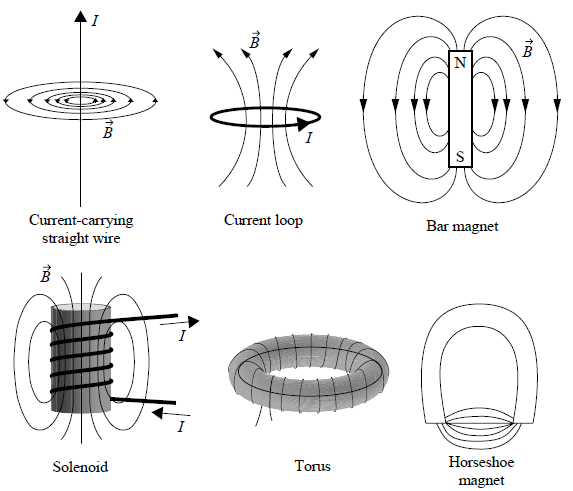 I
B⃗
Current-carrying
straight wire
B⃗
I
Current loop
N
B⃗
S
Bar magnet
B⃗
I
I
Solenoid
Torus
Horseshoe
magnet